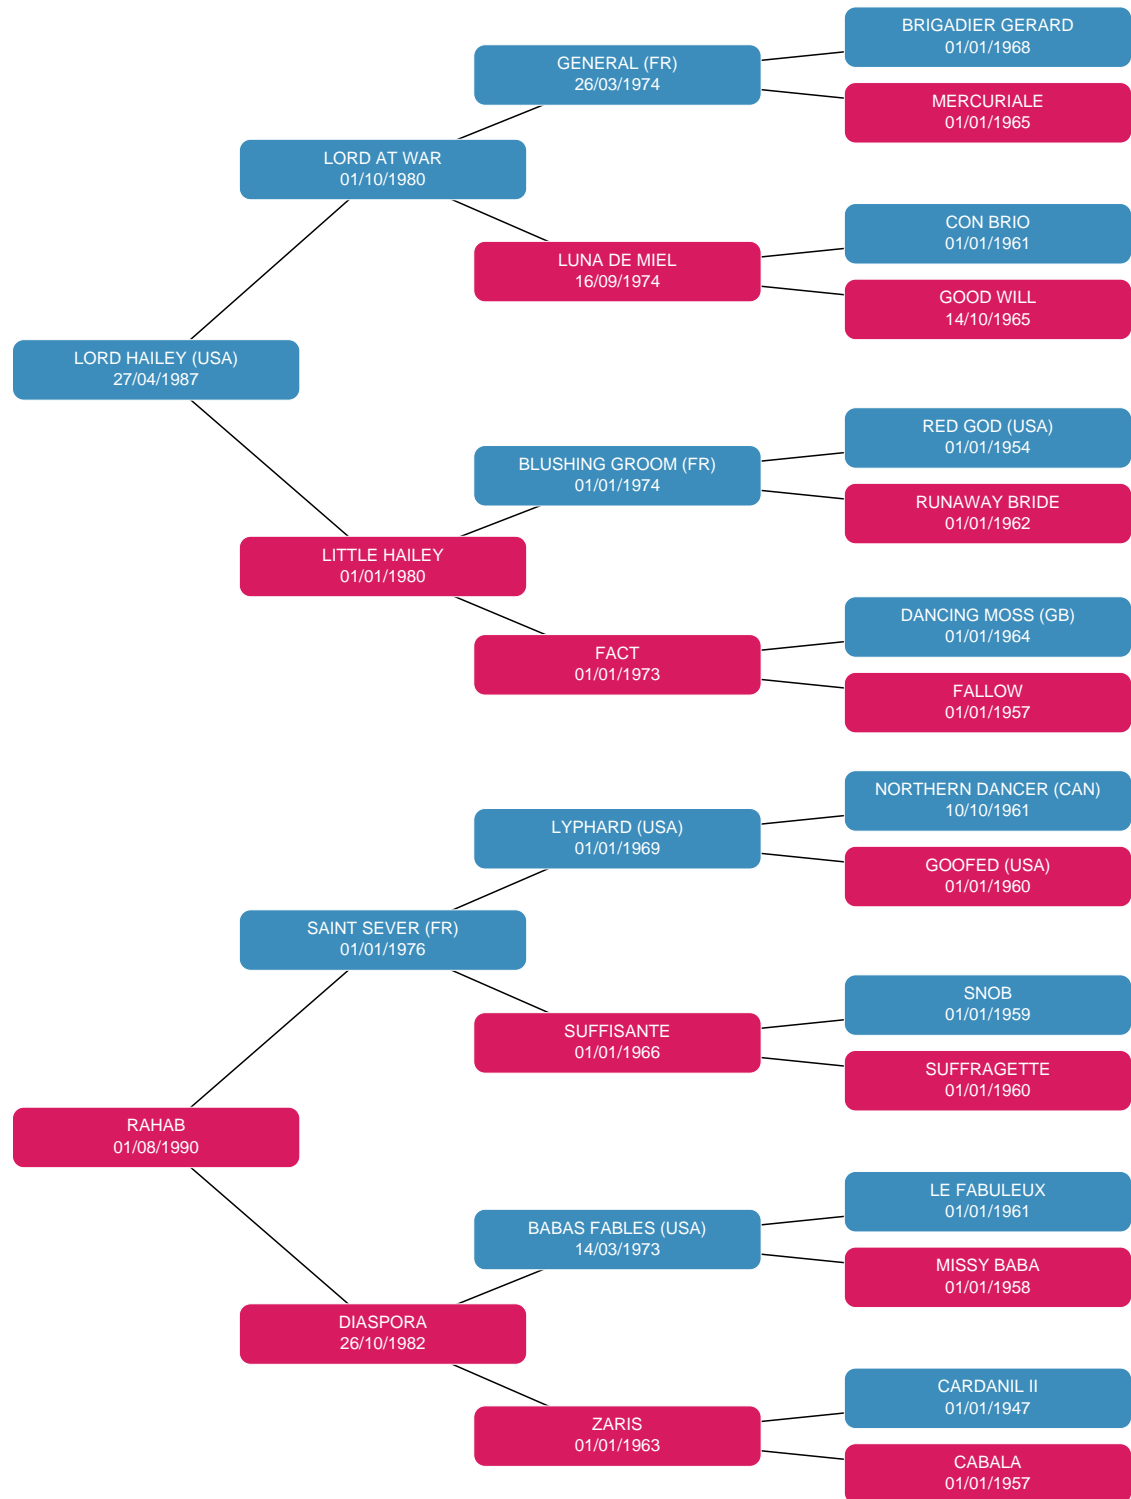 BRIGADIER GERARD
01/01/1968
GENERAL (FR)
26/03/1974
MERCURIALE
01/01/1965
LORD AT WAR
01/10/1980
CON BRIO
01/01/1961
LUNA DE MIEL
16/09/1974
GOOD WILL
14/10/1965
LORD HAILEY (USA)
27/04/1987
RED GOD (USA)
01/01/1954
BLUSHING GROOM (FR)
01/01/1974
RUNAWAY BRIDE
01/01/1962
LITTLE HAILEY
01/01/1980
DANCING MOSS (GB)
01/01/1964
FACT
01/01/1973
FALLOW
01/01/1957
NORTHERN DANCER (CAN)
10/10/1961
LYPHARD (USA)
01/01/1969
GOOFED (USA)
01/01/1960
SAINT SEVER (FR)
01/01/1976
SNOB
01/01/1959
SUFFISANTE
01/01/1966
SUFFRAGETTE
01/01/1960
RAHAB
01/08/1990
LE FABULEUX
01/01/1961
BABAS FABLES (USA)
14/03/1973
MISSY BABA
01/01/1958
DIASPORA
26/10/1982
CARDANIL II
01/01/1947
ZARIS
01/01/1963
CABALA
01/01/1957